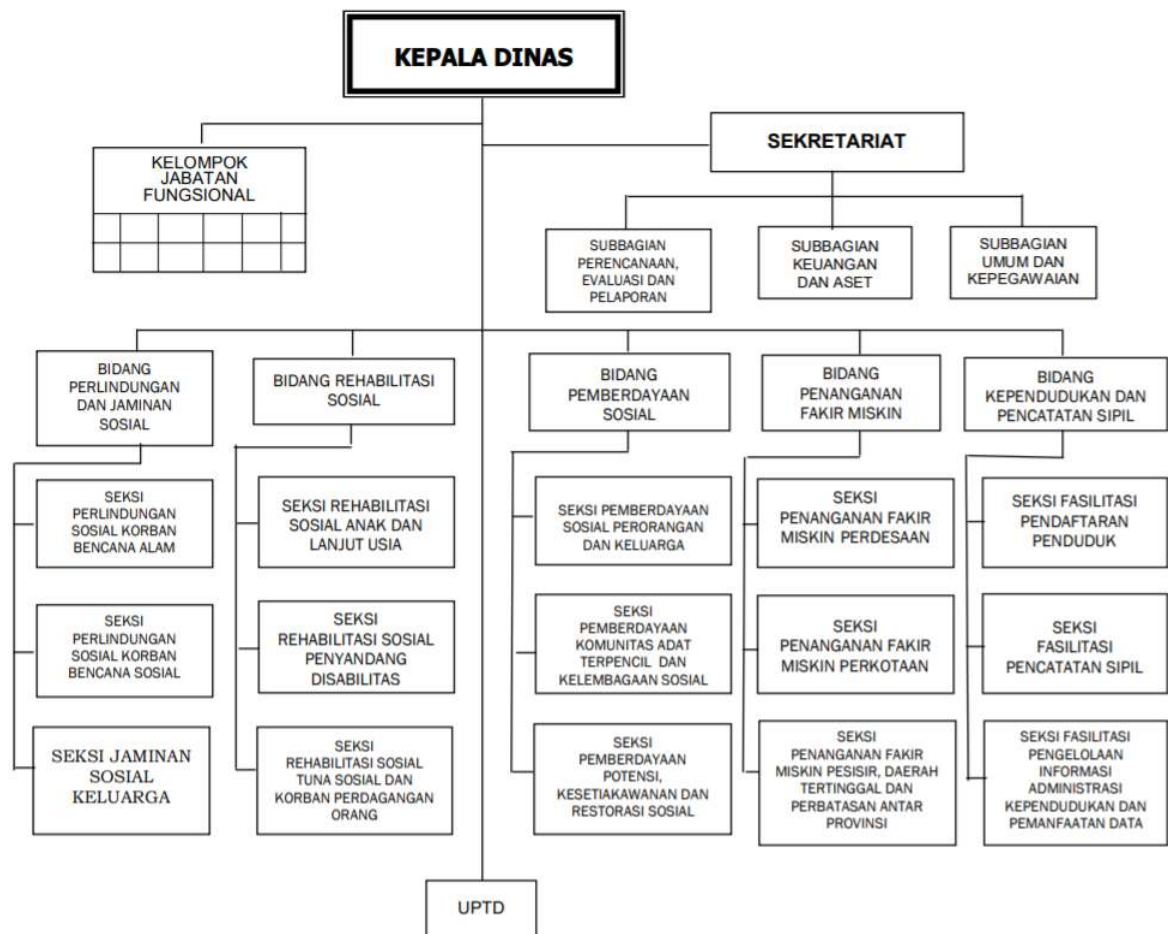 KEPALA DINAS
SEKRETARIAT
KELOMPOK
JABATAN
FUNGSIONAL
SUBBAGIAN
PERENCANAAN,
EVALUASI DAN
PELAPORAN
SUBBAGIAN
KEUANGAN
DAN ASET
SUBBAGIAN
UMUM DAN
KEPEGAWAIAN
BIDANG
PERLINDUNGAN
DAN JAMINAN
SOSIAL
BIDANG REHABILITASI
SOSIAL
BIDANG
PEMBERDAYAAN
SOSIAL
BIDANG
PENANGANAN
FAKIR MISKIN
BIDANG
KEPENDUDUKAN DAN
PENCATATAN SIPIL
SEKSI
PERLINDUNGAN
SOSIAL KORBAN
BENCANA ALAM
SEKSI REHABILITASI
SOSIAL ANAK DAN
LANJUT USIA
SEKSI PEMBERDAYAAN
SOSIAL PERORANGAN
DAN KELUARGA
SEKSI
PENANGANAN FAKIR
MISKIN PERDESAAN
SEKSI FASILITASI
PENDAFTARAN
PENDUDUK
SEKSI
PERLINDUNGAN
SOSIAL KORBAN
BENCANA SOSIAL
SEKSI
REHABILITASI SOSIAL
PENYANDANG
DISABILITAS
SEKSI
PEMBERDAYAAN
KOMUNITAS ADAT
TERPENCIL DAN
KELEMBAGAAN SOSIAL
SEKSI
PENANGANAN FAKIR
MISKIN PERKOTAAN
SEKSI
FASILITASI
PENCATATAN SIPIL
SEKSI JAMINAN
SOSIAL
KELUARGA
SEKSI
REHABILITASI SOSIAL
TUNA SOSIAL DAN
KORBAN PERDAGANGAN
ORANG
SEKSI
PEMBERDAYAAN
POTENSI,
KESETIAKAWANAN DAN
RESTORASI SOSIAL
SEKSI
PENANGANAN FAKIR
MISKIN PESISIR, DAERAH
TERTINGGAL DAN
PERBATASAN ANTAR
PROVINSI
SEKSI FASILITASI
PENGELOLAAN
INFORMASI
ADMINISTRASI
KEPENDUDUKAN DAN
PEMANFAATAN DATA
UPTD